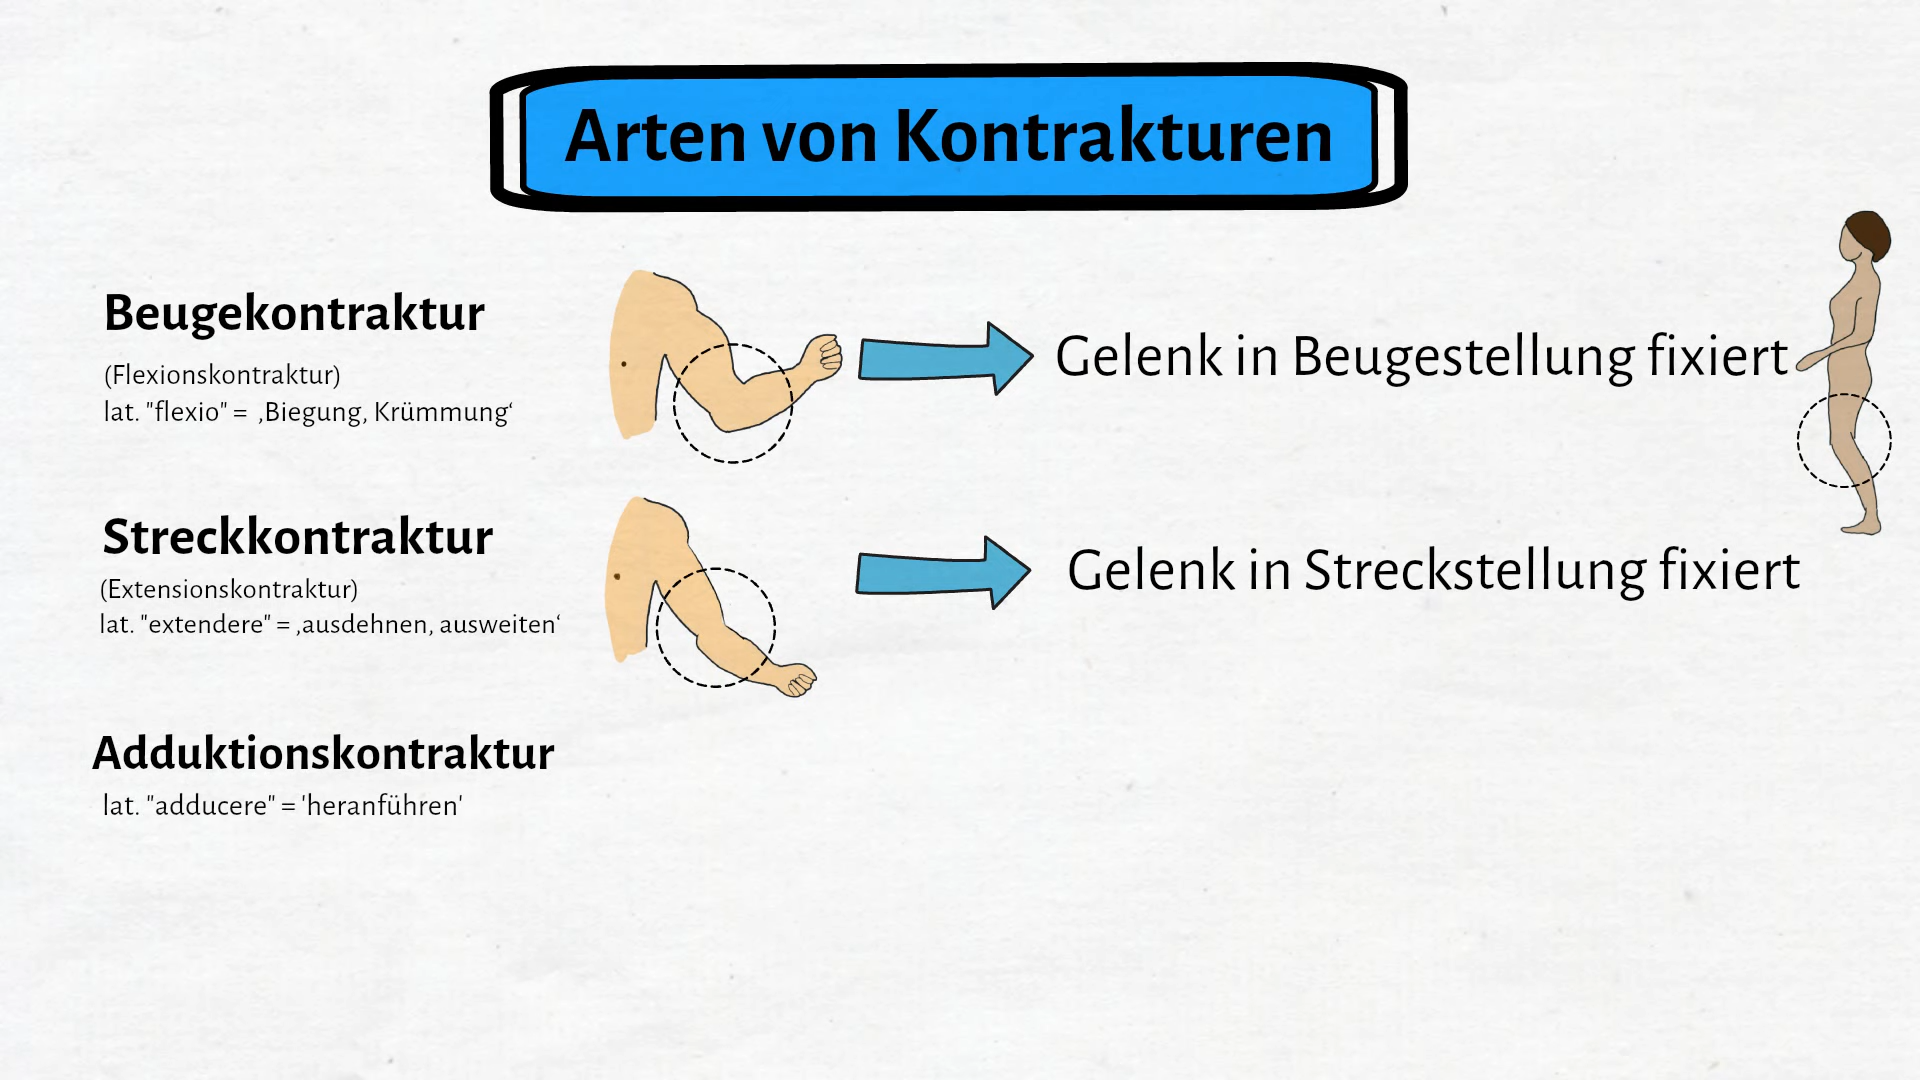 Arten von Kontrakturen
Beugekontraktur
(Flexionskontraktur)
lat. "flexio" = ‚Biegung, Krümmung‘
Gelenk in Beugestellung fixiert
Streckkontraktur
(Extensionskontraktur)
lat. "extendere" = ‚ausdehnen, ausweiten‘
Gelenk in Streckstellung fixiert
Adduktionskontraktur
lat. "adducere" = 'heranführen'